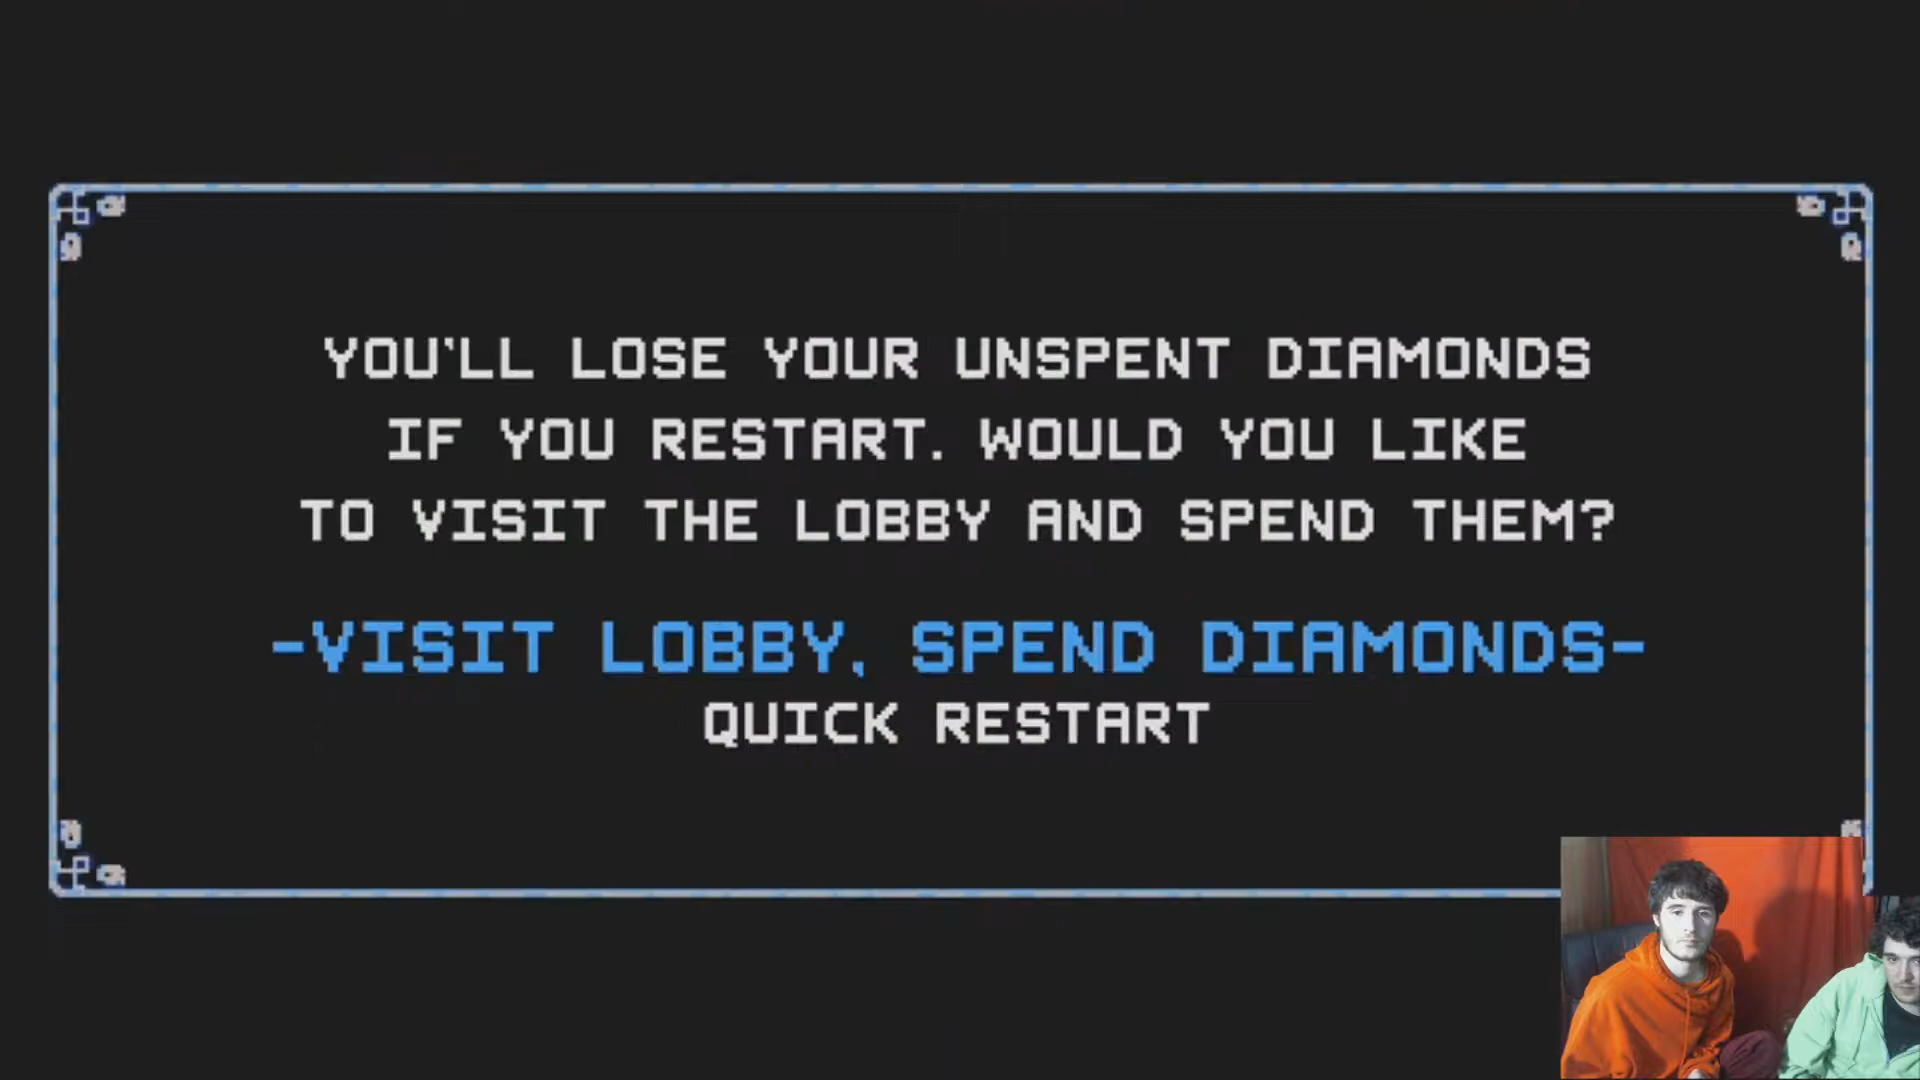 YOU'LL LOSE YOUR UNSPENT DIAMONDS
IF YOU RESTART. WOULD YOU LIKE
TO VISIT THE LOBBY AND SPEND THEM?
-VISIT LOBBY, SPEND DIAMONDS-
QUICK RESTART